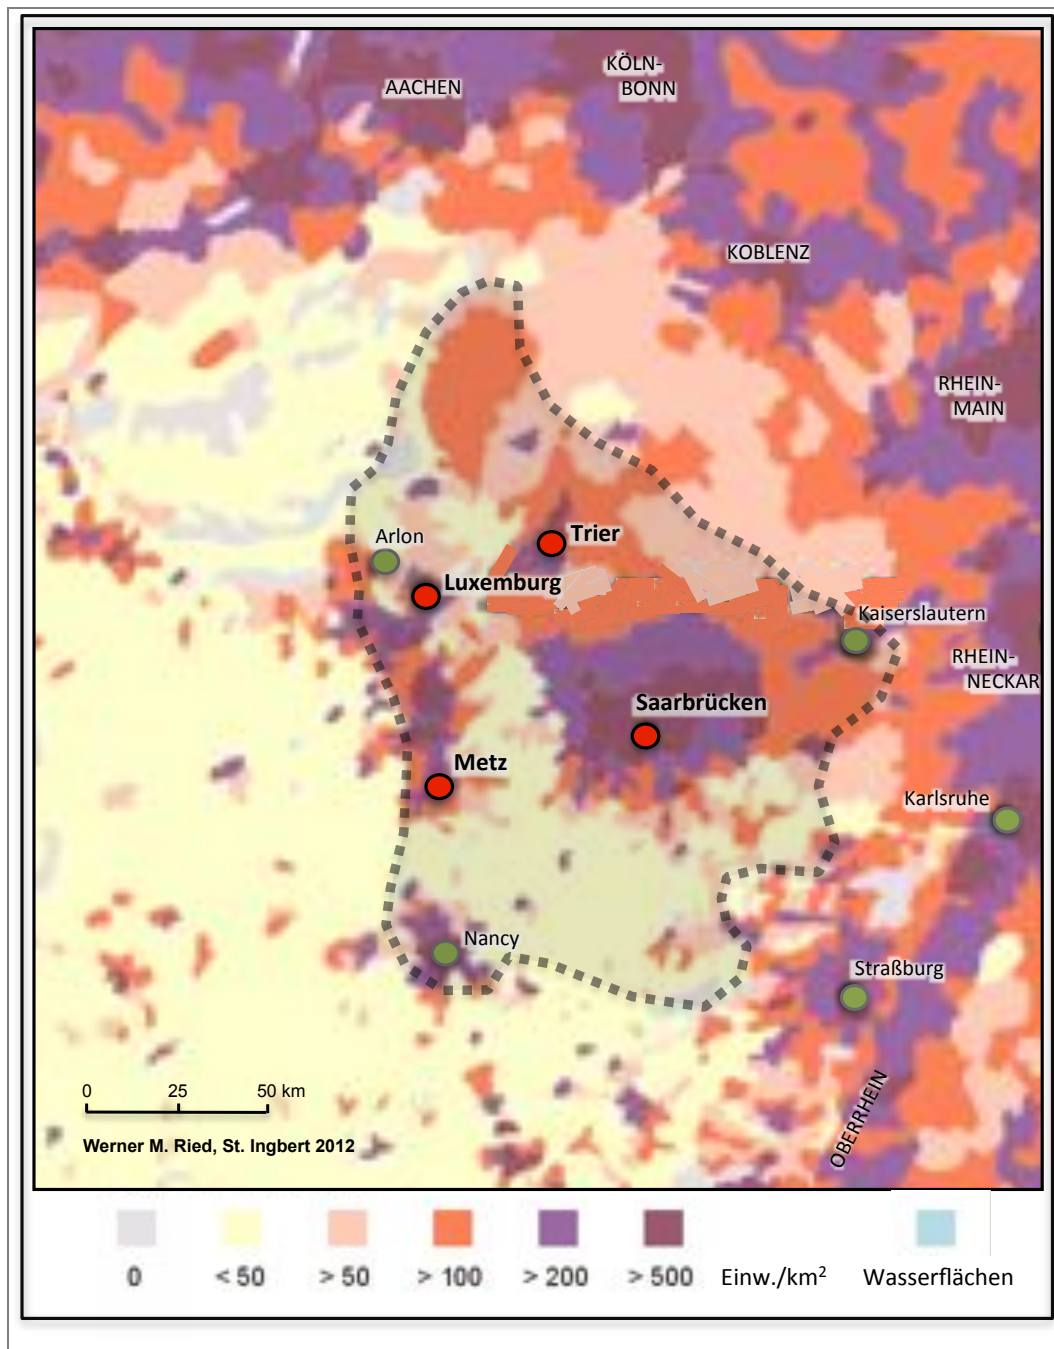 AACHEN
KÖLN-
BONN
KOBLENZ
RHEIN-
MAIN
Arlon
Trier
Luxemburg
Kaiserslautern
RHEIN-
NECKAR
Saarbrücken
Metz
Karlsruhe
Nancy
Straßburg
OBERRHEIN
0 25 50 km
Werner M. Ried, St. Ingbert 2012
0 < 50 > 50 > 100 > 200 > 500 Einw./km² Wasserflächen